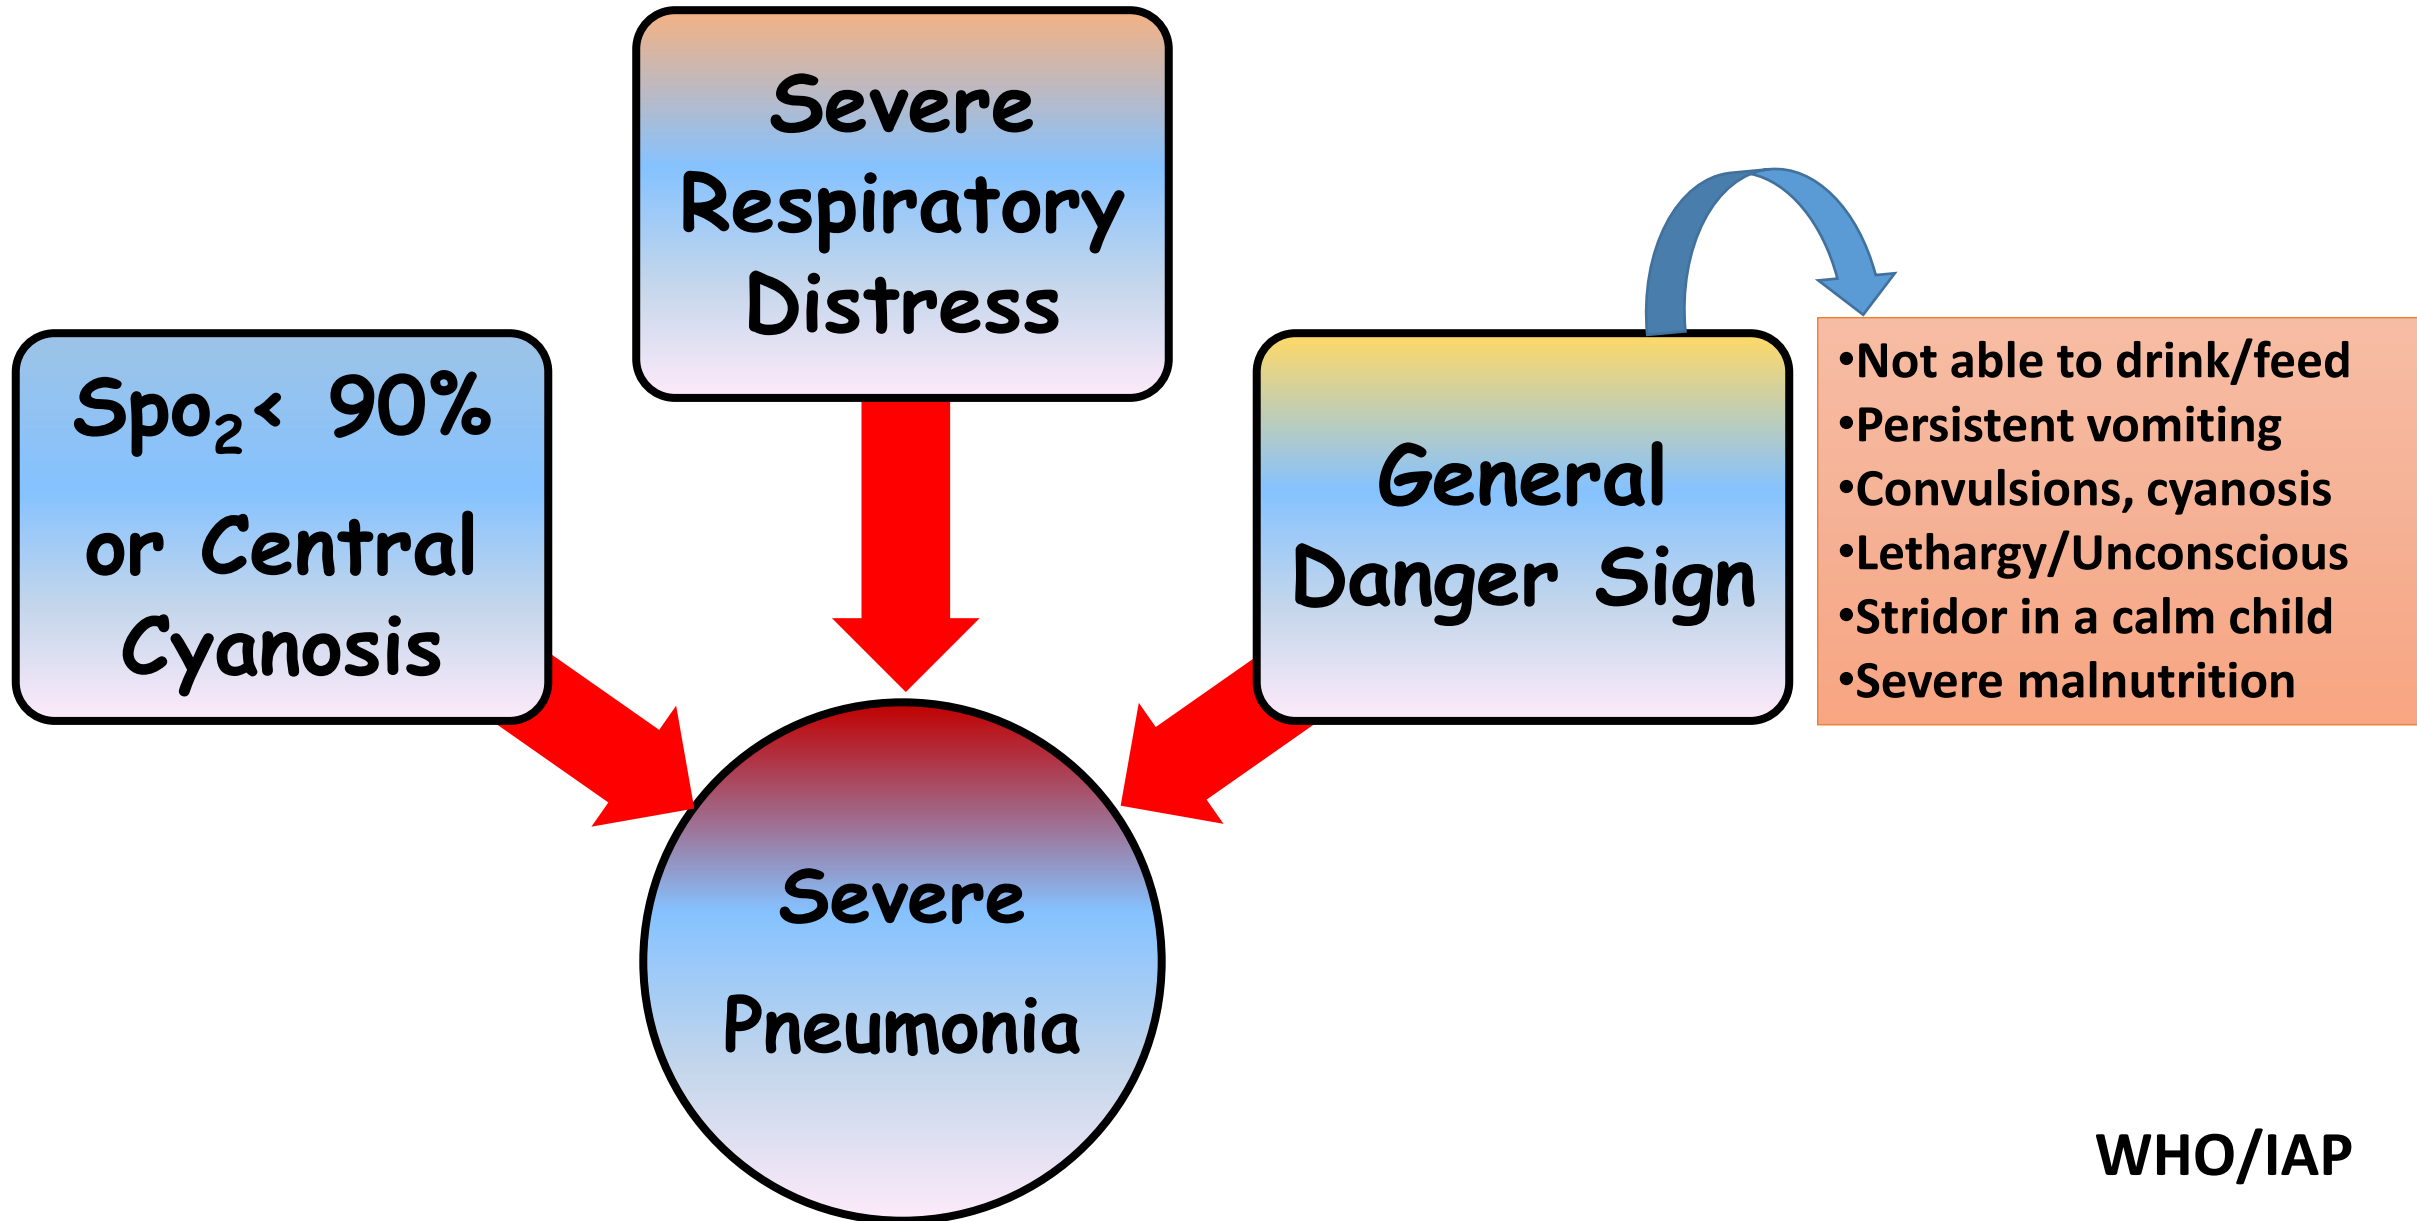 Severe
Respiratory
Distress
Spo₂< 90%
or Central
Cyanosis
General
Danger Sign
•Not able to drink/feed
•Persistent vomiting
•Convulsions, cyanosis
•Lethargy/Unconscious
•Stridor in a calm child
•Severe malnutrition
Severe
Pneumonia
WHO/IAP